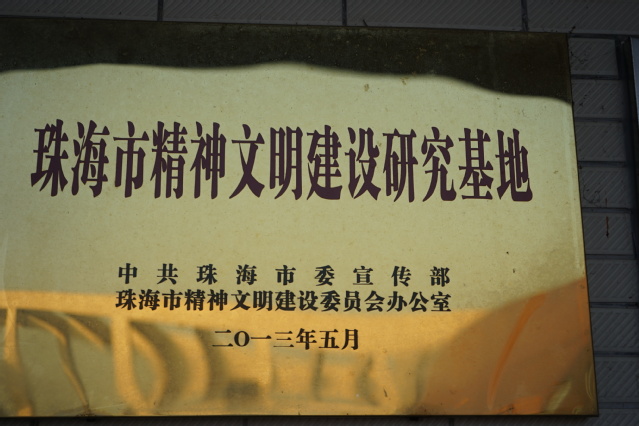 珠海市精神文明建设研究基地
中共珠海市委宣传部
珠海市精神文明建设委员会办公室
二〇一三年五月